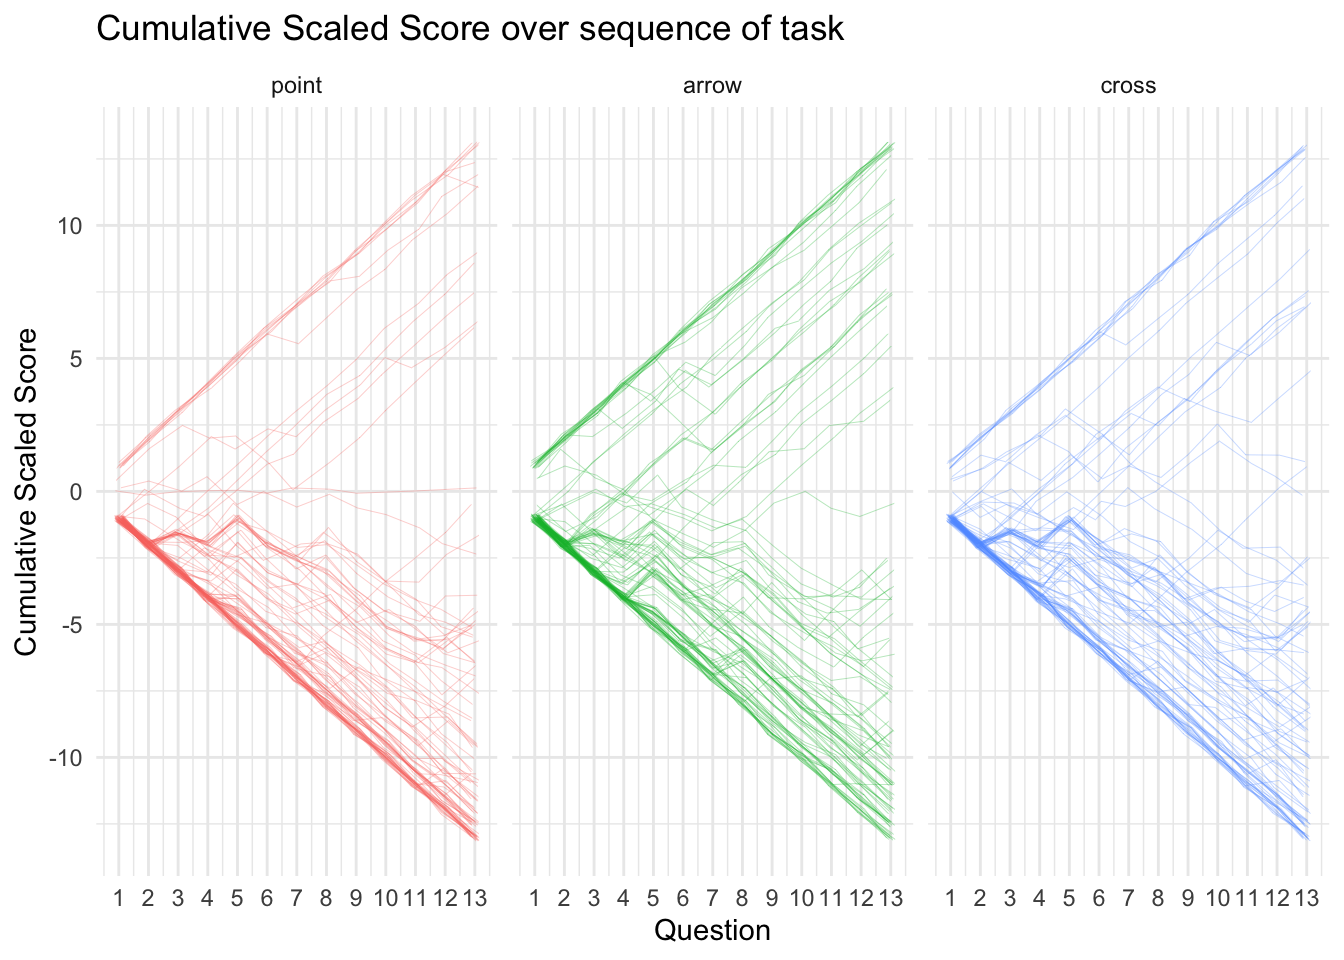 Cumulative Scaled Score over sequence of task
point arrow cross
10
5
0
-5
-10
Cumulative Scaled Score
1 2 3 4 5 6 7 8 9 10 11 12 13 1 2 3 4 5 6 7 8 9 10 11 12 13 1 2 3 4 5 6 7 8 9 10 11 12 13
Question